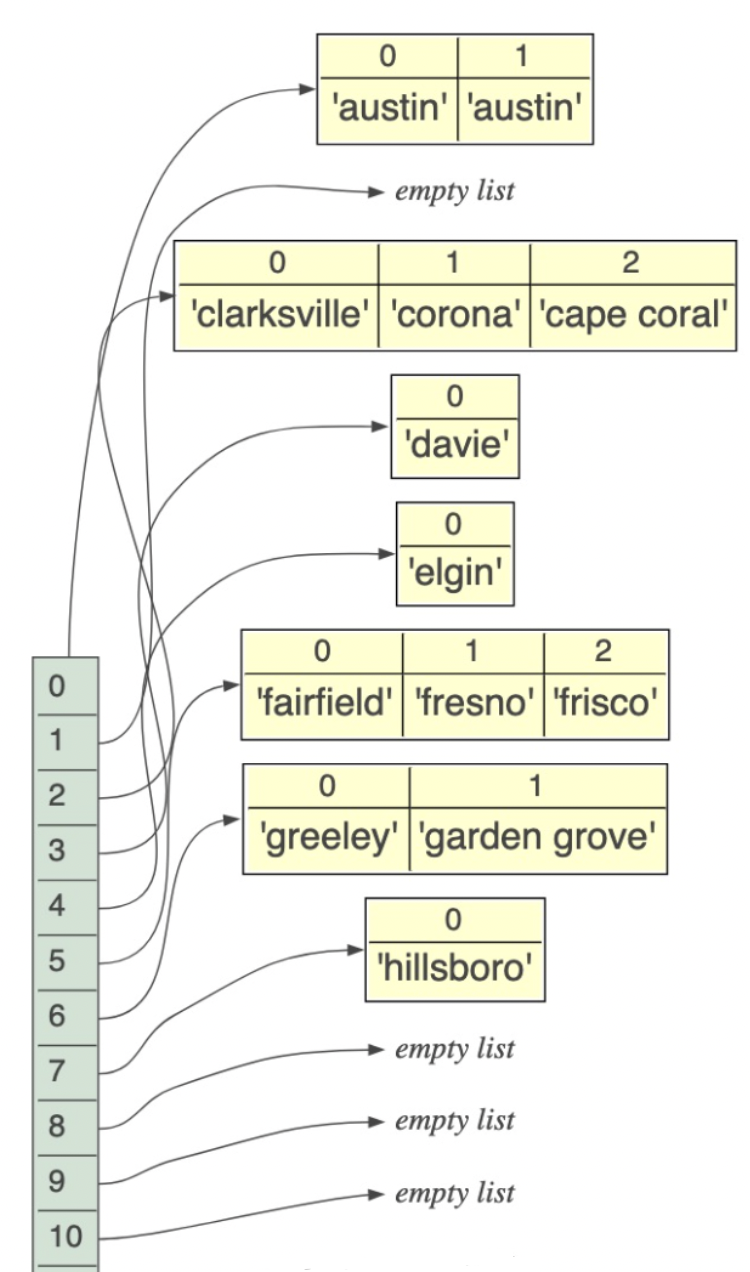 0 1
'austin' 'austin'
empty list
0 1 2
'clarksville' 'corona' 'cape coral'
0
'davie'
0
'elgin'
0 1 2
'fairfield' 'fresno' 'frisco'
0 1
'greeley' 'garden grove'
0
'hillsboro'
empty list
empty list
empty list
0
1
2
3
4
5
6
7
8
9
10